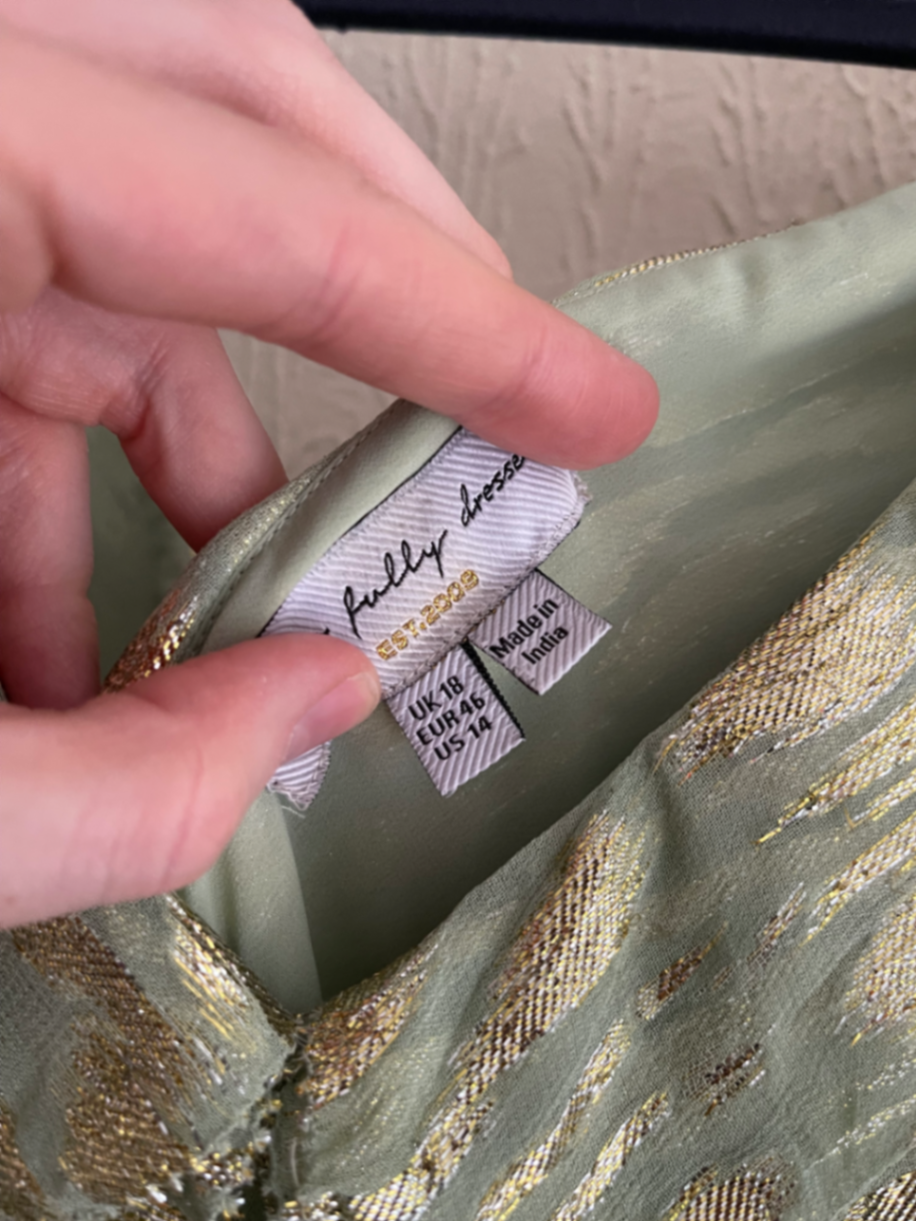 fully dresse
EST.2008
UK 18
EUR 46
US 14
Made in
India